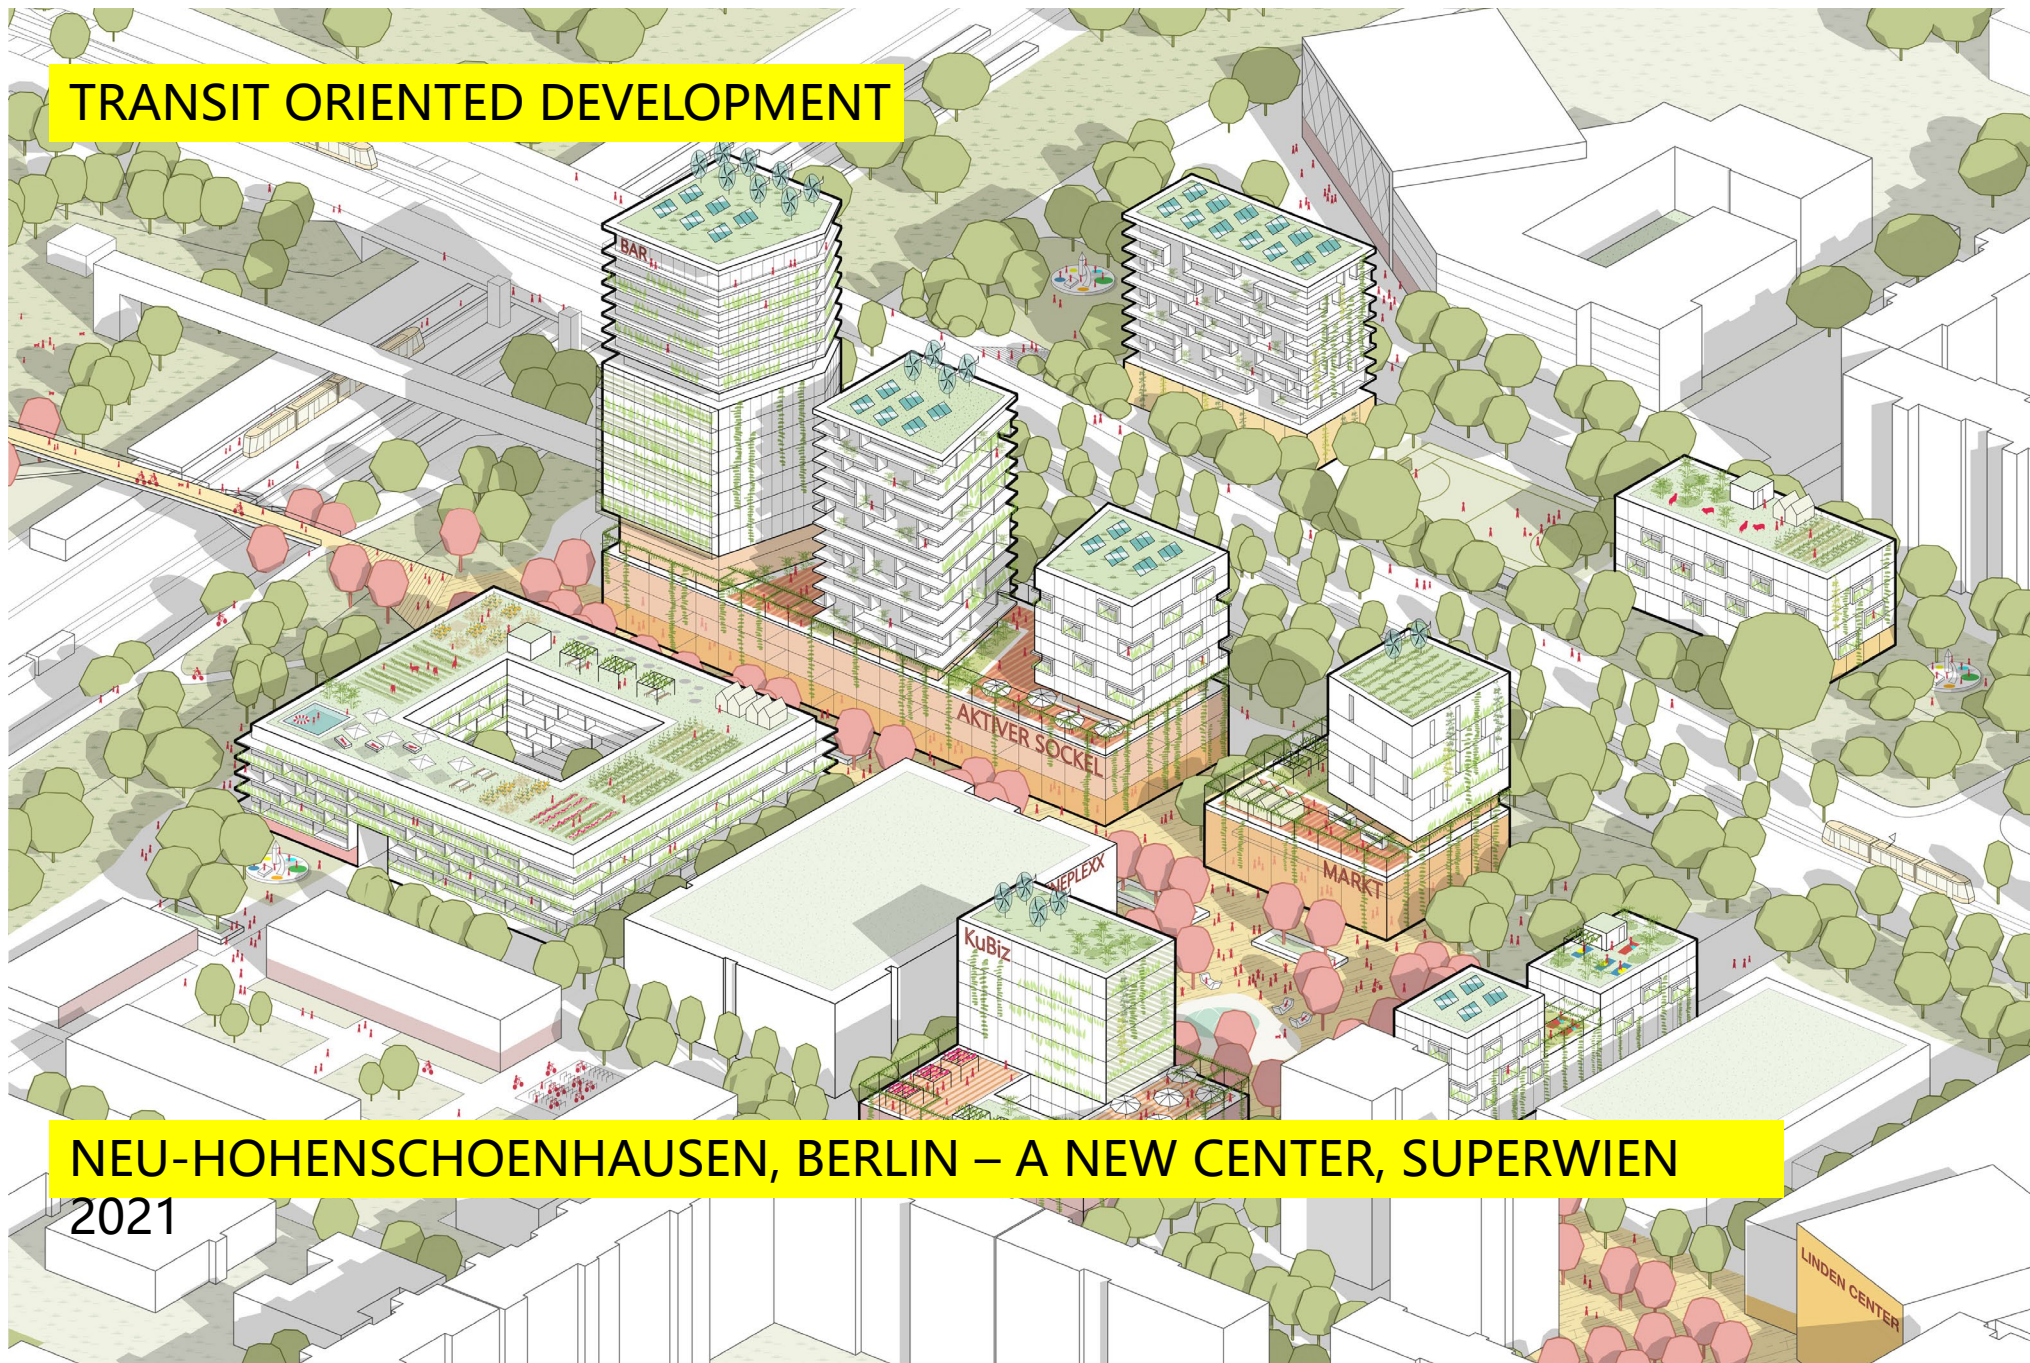 TRANSIT ORIENTED DEVELOPMENT
BAR
AKTIVER SOCKEL
MARKT
KuBiz
NEU-HOHENSCHOENHAUSEN, BERLIN – A NEW CENTER, SUPERWIEN
2021
LINDEN CENTER